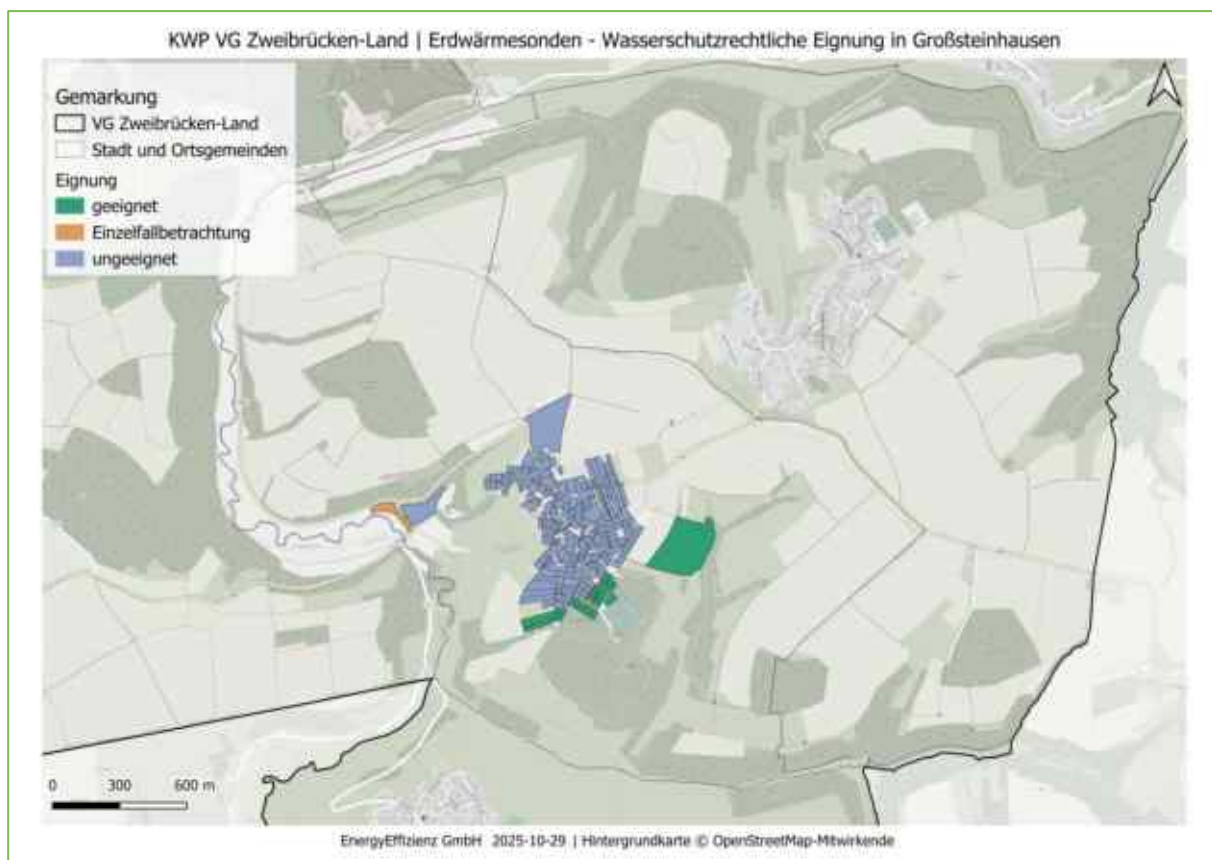 KWP VG Zweibrücken-Land | Erdwärmesonden - Wasserschutzrechtliche Eignung in Großsteinhausen
Gemarkung
VG Zweibrücken-Land
Stadt und Ortsgemeinden
Eignung
geeignet
Einzelfallbetrachtung
ungeeignet
0 300 600 m
EnergyEffizienz GmbH 2025-10-29 | Hintergrundkarte © OpenStreetMap-Mitwirkende